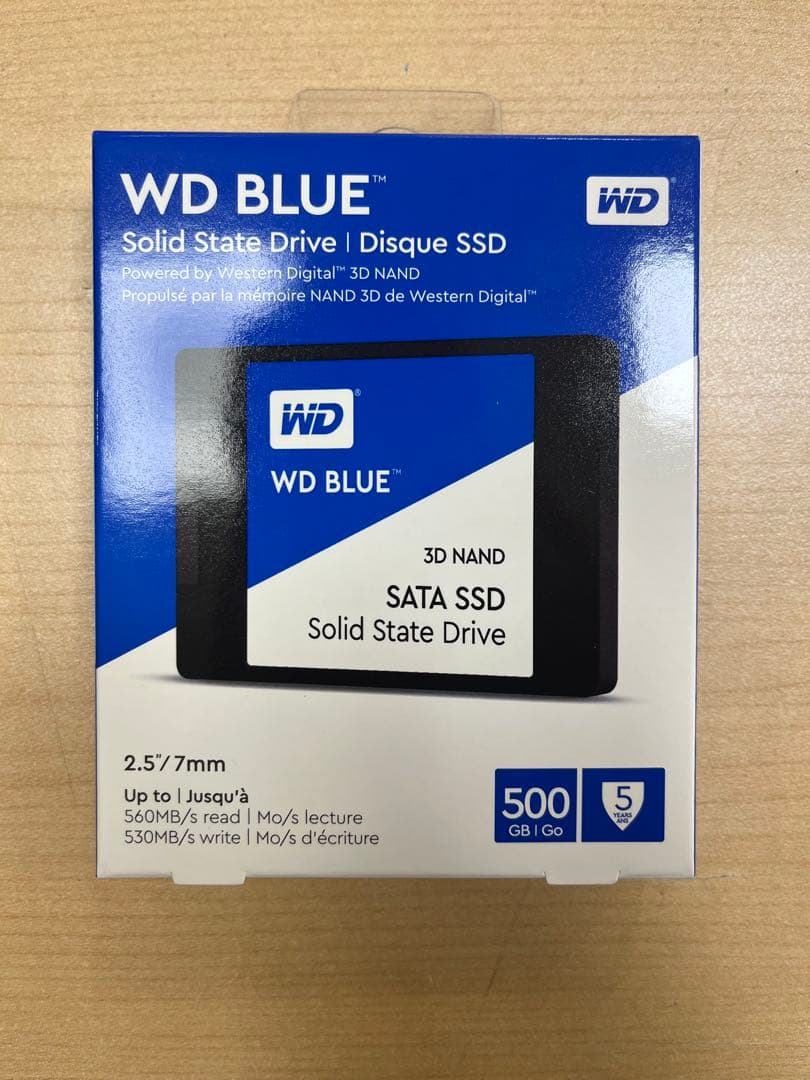 WD BLUE™
WD®
Solid State Drive | Disque SSD
Powered by Western Digital™ 3D NAND
Propulsé par la mémoire NAND 3D de Western Digital™
WD®
WD BLUE™
3D NAND
SATA SSD
Solid State Drive
2.5"/7mm
Up to | Jusqu'à
560MB/s read | Mo/s lecture
530MB/s write | Mo/s d'écriture
500
GB | Go
5
YEARS
ANS